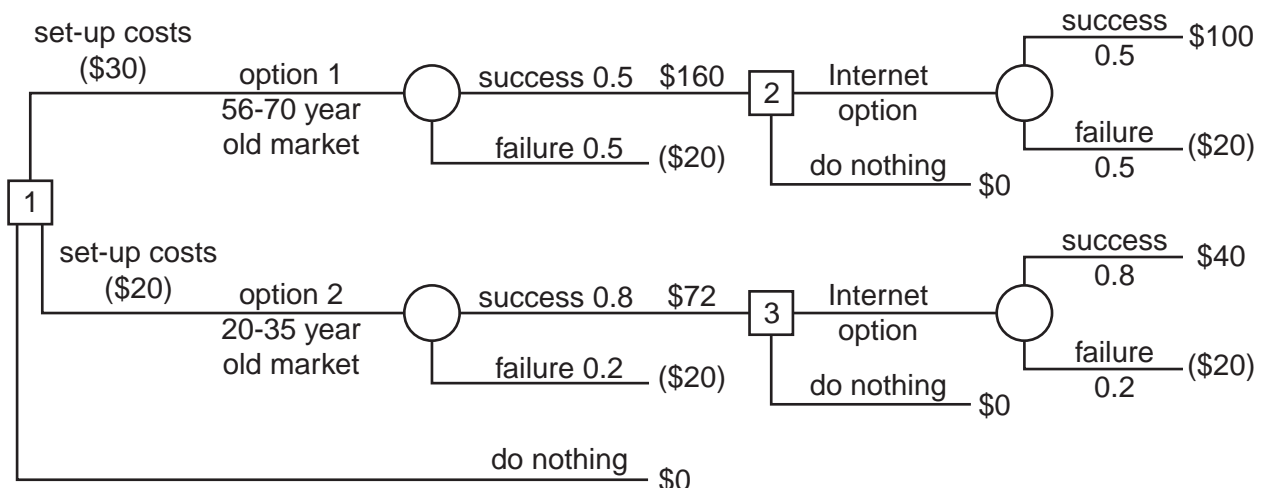 set-up costs
($30)
option 1
56-70 year
old market
success 0.5
$160
failure 0.5
($20)
2
Internet
option
success
0.5
$100
failure
0.5
($20)
do nothing
$0
1
set-up costs
($20)
option 2
20-35 year
old market
success 0.8
$72
failure 0.2
($20)
3
Internet
option
success
0.8
$40
failure
0.2
($20)
do nothing
$0
do nothing
$0